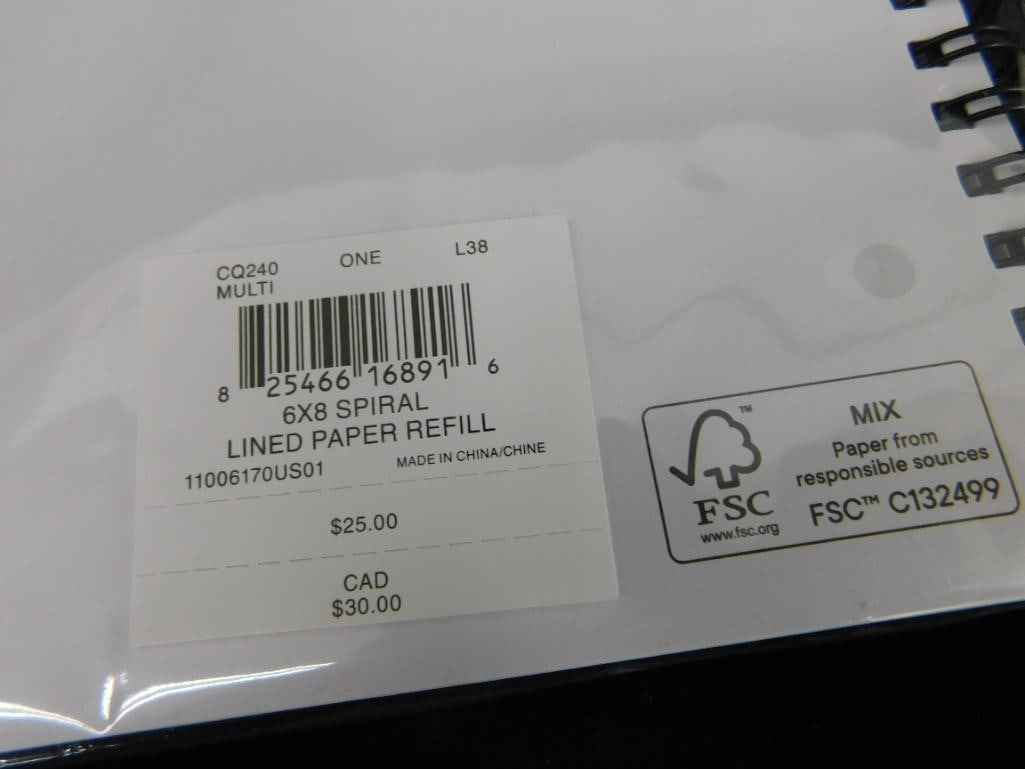 CQ240 ONE L38
MULTI
8 25466 16891 6
6X8 SPIRAL
LINED PAPER REFILL
11006170US01 MADE IN CHINA/CHINE
$25.00
CAD
$30.00
TM
FSC
www.fsc.org
MIX
Paper from
responsible sources
FSC™ C132499